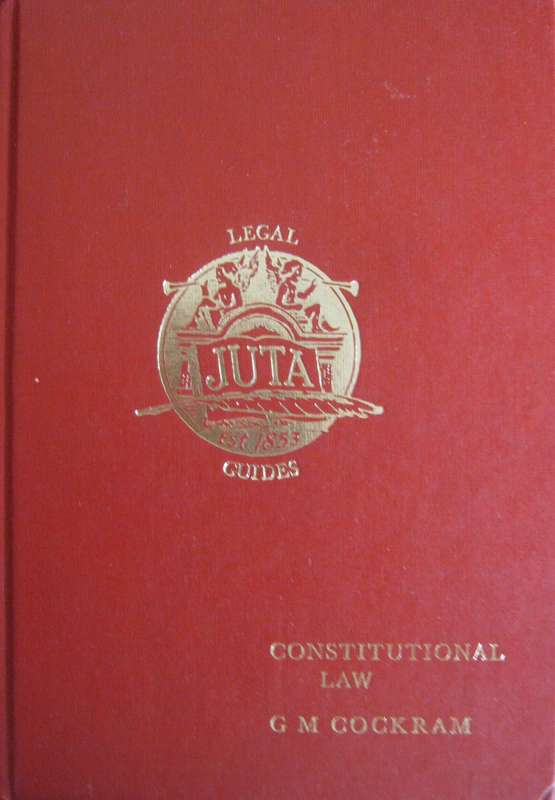 LEGAL
JUTA
est 1853
GUIDES
CONSTITUTIONAL
LAW
G M COCKRAM